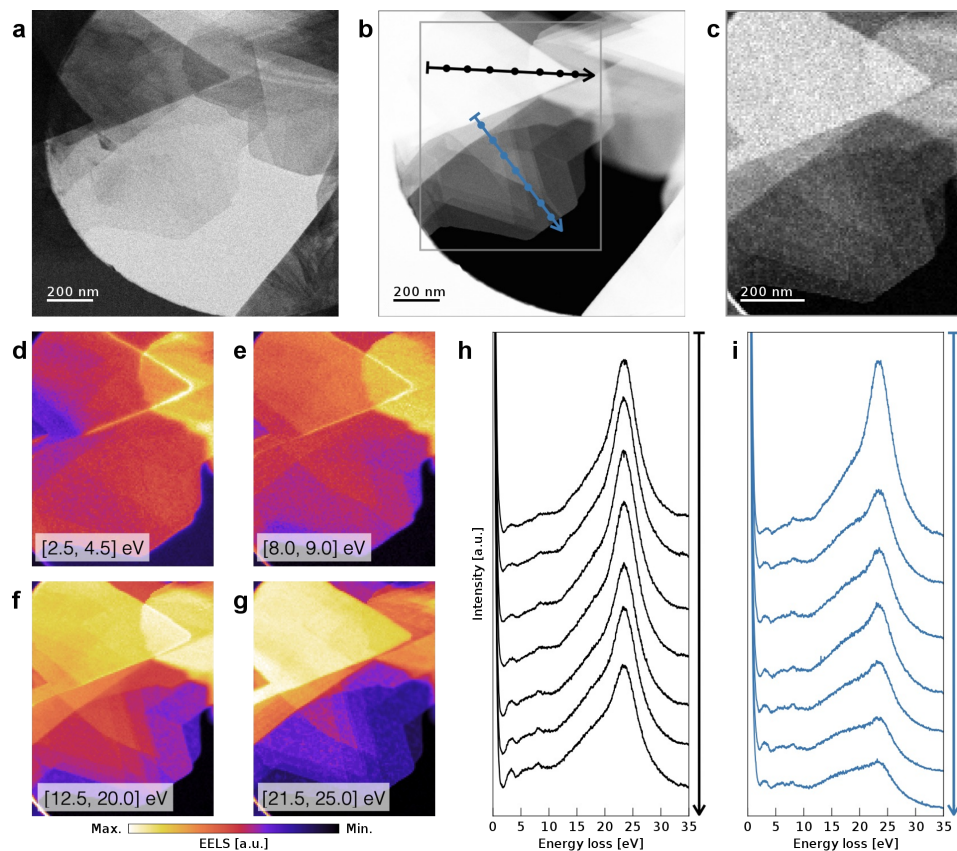 a
b
c
200 nm
200 nm
200 nm
d
e
[2.5, 4.5] eV
[8.0, 9.0] eV
f
g
[12.5, 20.0] eV
[21.5, 25.0] eV
Max.
Min.
EELS [a.u.]
h
i
Intensity [a.u.]
0 5 10 15 20 25 30 35
Energy loss [eV]
0 5 10 15 20 25 30 35
Energy loss [eV]